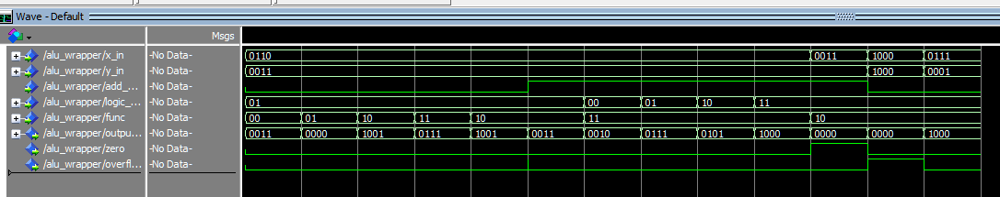 Wave - Default
Msgs
/alu_wrapper/x_in -No Data- 0110 0011 1000 0111
/alu_wrapper/y_in -No Data- 0011 1000 0001
/alu_wrapper/add_... -No Data-
/alu_wrapper/logic_... -No Data- 01 00 01 10 11
/alu_wrapper/func -No Data- 00 01 10 11 10 11 10
/alu_wrapper/outpu... -No Data- 0011 0000 1001 0111 1001 0011 0010 0111 0101 1000 0000 0000 1000
/alu_wrapper/zero -No Data-
/alu_wrapper/overfl... -No Data-